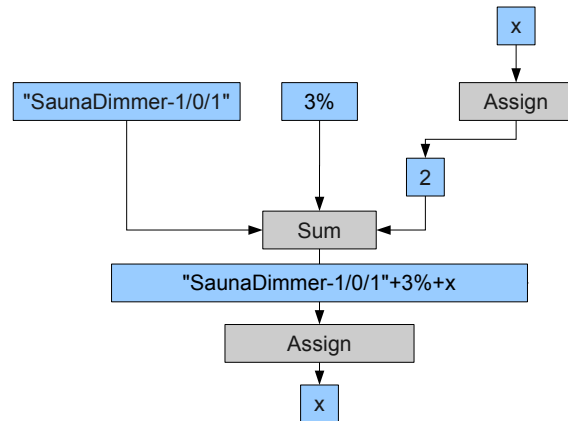 x
"SaunaDimmer-1/0/1"
3%
Assign
2
Sum
"SaunaDimmer-1/0/1"+3%+x
Assign
x